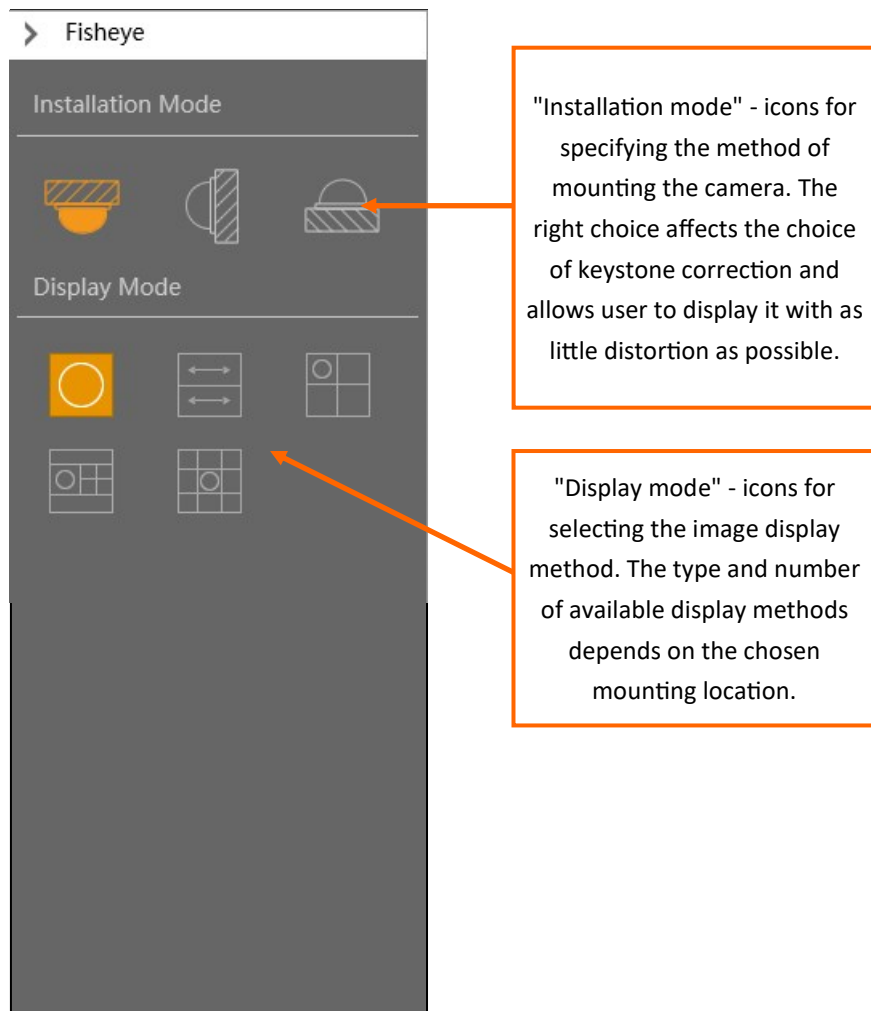 Fisheye
Installation Mode
Display Mode
"Installation mode" - icons for
specifying the method of
mounting the camera. The
right choice affects the choice
of keystone correction and
allows user to display it with as
little distortion as possible.
"Display mode" - icons for
selecting the image display
method. The type and number
of available display methods
depends on the chosen
mounting location.